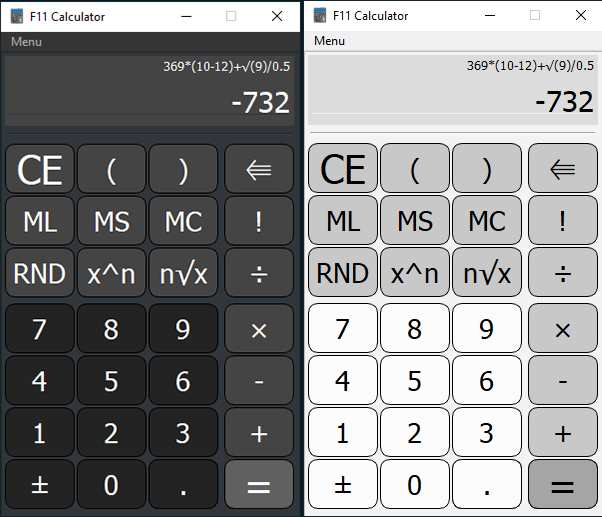 F11 Calculator
Menu
369*(10-12)+√(9)/0.5
-732
CE ( ) ⇐
ML MS MC !
RND x^n n√x ÷
7 8 9 ×
4 5 6 -
1 2 3 +
± 0 . =
F11 Calculator
Menu
369*(10-12)+√(9)/0.5
-732
CE ( ) ⇐
ML MS MC !
RND x^n n√x ÷
7 8 9 ×
4 5 6 -
1 2 3 +
± 0 . =